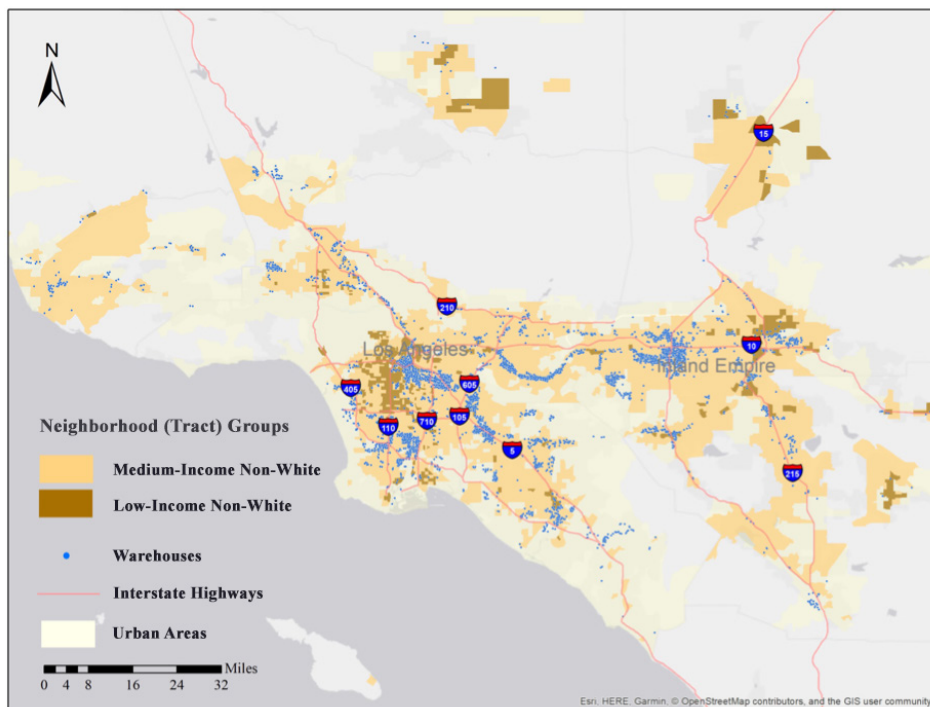 N
15
210
Los Angeles
10
Inland Empire
405
605
110
710
105
5
215
Neighborhood (Tract) Groups
Medium-Income Non-White
Low-Income Non-White
Warehouses
Interstate Highways
Urban Areas
Miles
0 4 8 16 24 32
Esri, HERE, Garmin, © OpenStreetMap contributors, and the GIS user community